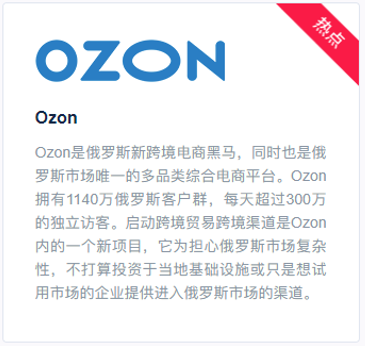 热点
OZON
Ozon
Ozon是俄罗斯新跨境电商黑马，同时也是俄
罗斯市场唯一的多品类综合电商平台。Ozon
拥有1140万俄罗斯客户群，每天超过300万
的独立访客。启动跨境贸易跨境渠道是Ozon
内的一个新项目，它为担心俄罗斯市场复杂
性，不打算投资于当地基础设施或只是想试
用市场的企业提供进入俄罗斯市场的渠道。